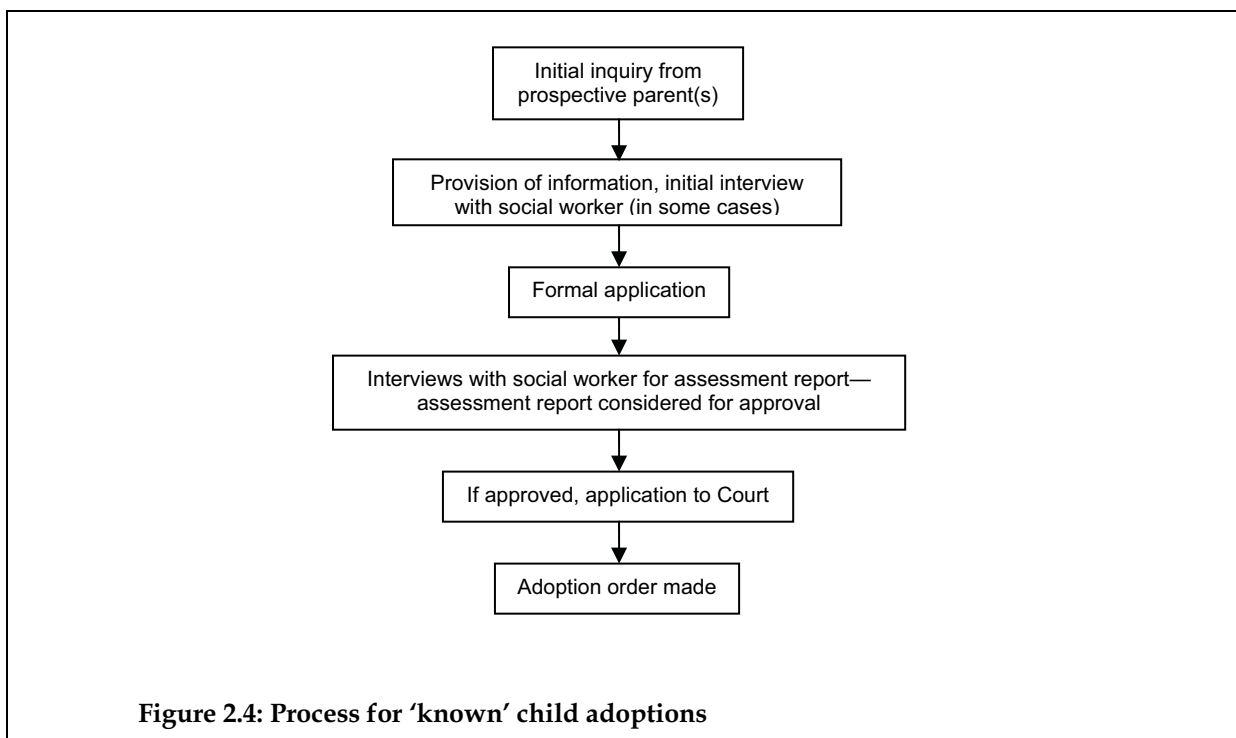 Initial inquiry from
prospective parent(s)
Provision of information, initial interview
with social worker (in some cases)
Formal application
Interviews with social worker for assessment report—
assessment report considered for approval
If approved, application to Court
Adoption order made
Figure 2.4: Process for ‘known’ child adoptions